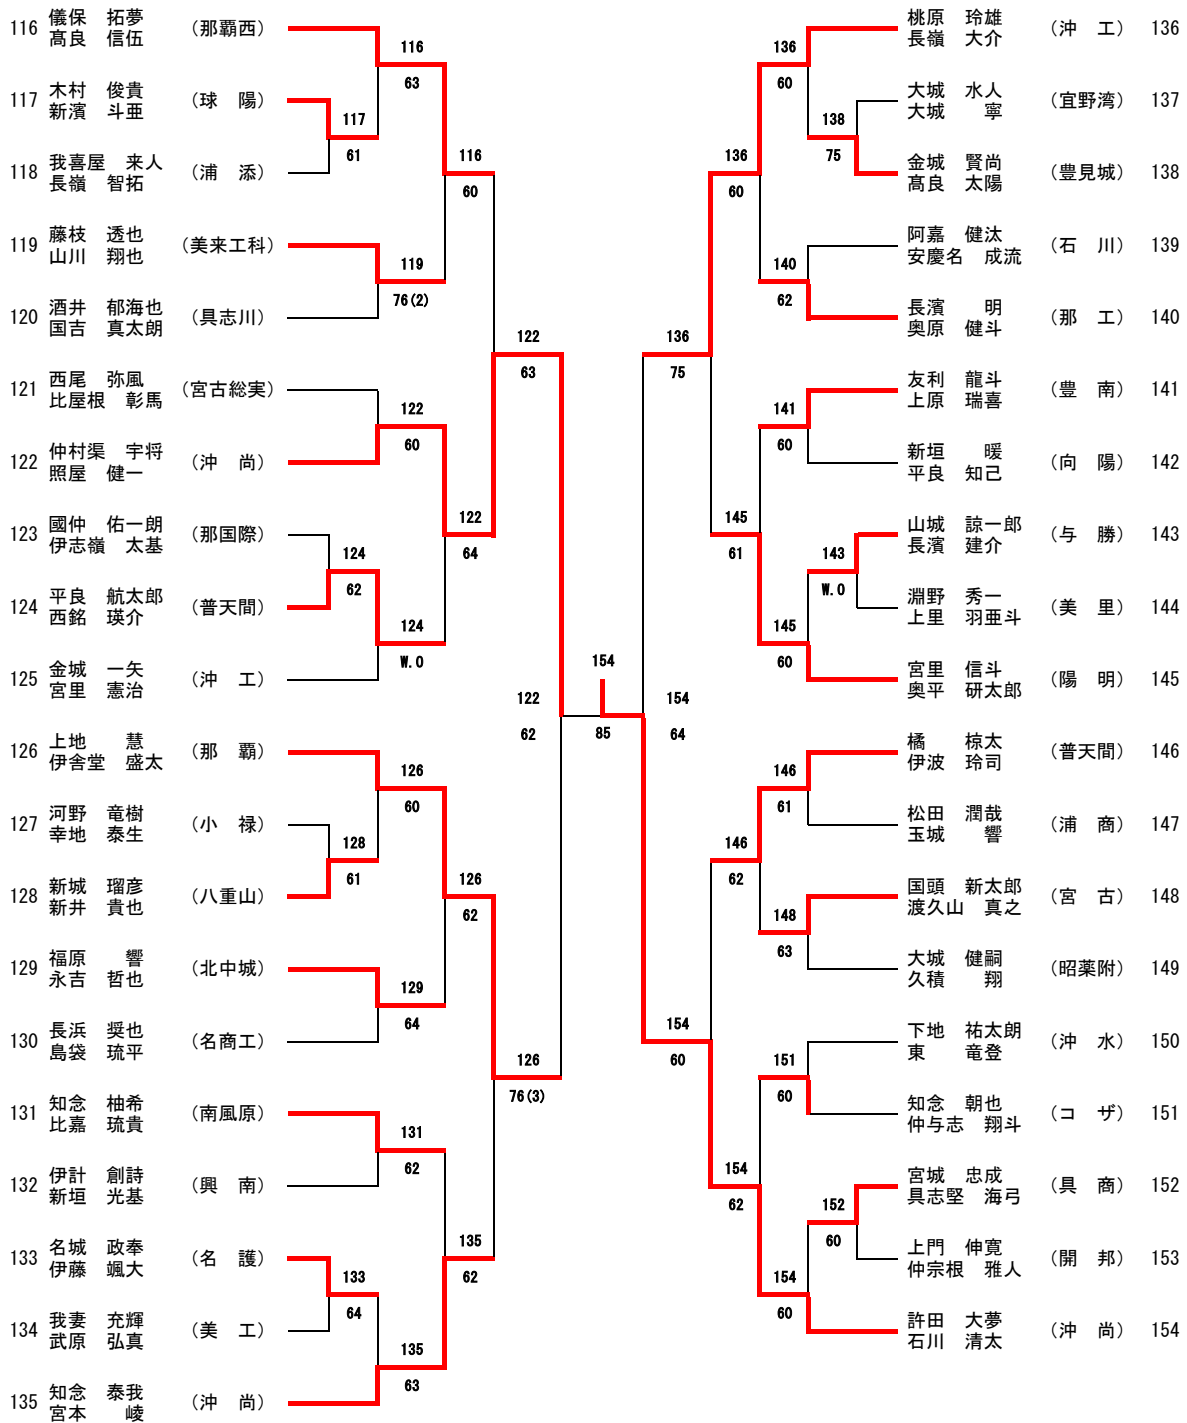 116 儀保 拓夢 (那覇西)
髙良 信伍
117 木村 俊貴 (球 陽)
新濱 斗亜
118 我喜屋 来人 (浦 添)
長嶺 智拓
119 藤枝 透也 (美来工科)
山川 翔也
120 酒井 郁海也 (具志川)
国吉 真太朗
121 西尾 弥風 (宮古総実)
比屋根 彰馬
122 仲村渠 宇将 (沖 尚)
照屋 健一
123 國仲 佑一朗 (那国際)
伊志嶺 太基
124 平良 航太郎 (普天間)
西銘 瑛介
125 金城 一矢 (沖 工)
宮里 憲治
126 上地 慧 (那 覇)
伊舎堂 盛太
127 河野 竜樹 (小 禄)
幸地 泰生
128 新城 瑠彦 (八重山)
新井 貴也
129 福原 響 (北中城)
永吉 哲也
130 長浜 奨也 (名商工)
島袋 琉平
131 知念 柚希 (南風原)
比嘉 琉貴
132 伊計 創詩 (興 南)
新垣 光基
133 名城 政奉 (名 護)
伊藤 颯大
134 我妻 充輝 (美 工)
武原 弘真
135 知念 泰我 (沖 尚)
宮本 崚
117
61
124
62
128
61
133
64
116
63
119
76(2)
122
60
124
W.0
126
60
129
64
131
62
135
63
116
60
122
64
126
62
135
62
122
63
126
76(3)
122
62
154
85
154
64
136
75
154
60
136
60
145
61
146
62
154
62
136
60
140
62
141
60
145
60
146
61
148
63
151
60
154
60
138
75
143
W.0
152
60
桃原 玲雄 (沖 工) 136
長嶺 大介
大城 水人 (宜野湾) 137
大城 寧
金城 賢尚 (豊見城) 138
髙良 太陽
阿嘉 健汰 (石 川) 139
安慶名 成流
長濱 明 (那 工) 140
奥原 健斗
友利 龍斗 (豊 南) 141
上原 瑞喜
新垣 暖 (向 陽) 142
平良 知己
山城 諒一郎 (与 勝) 143
長濱 建介
淵野 秀一 (美 里) 144
上里 羽亜斗
宮里 信斗 (陽 明) 145
奥平 研太郎
橘 椋太 (普天間) 146
伊波 玲司
松田 潤哉 (浦 商) 147
玉城 響
国頭 新太郎 (宮 古) 148
渡久山 真之
大城 健嗣 (昭薬附) 149
久積 翔
下地 祐太朗 (沖 水) 150
東 竜登
知念 朝也 (コ ザ) 151
仲与志 翔斗
宮城 忠成 (具 商) 152
具志堅 海弓
上門 伸寛 (開 邦) 153
仲宗根 雅人
許田 大夢 (沖 尚) 154
石川 清太